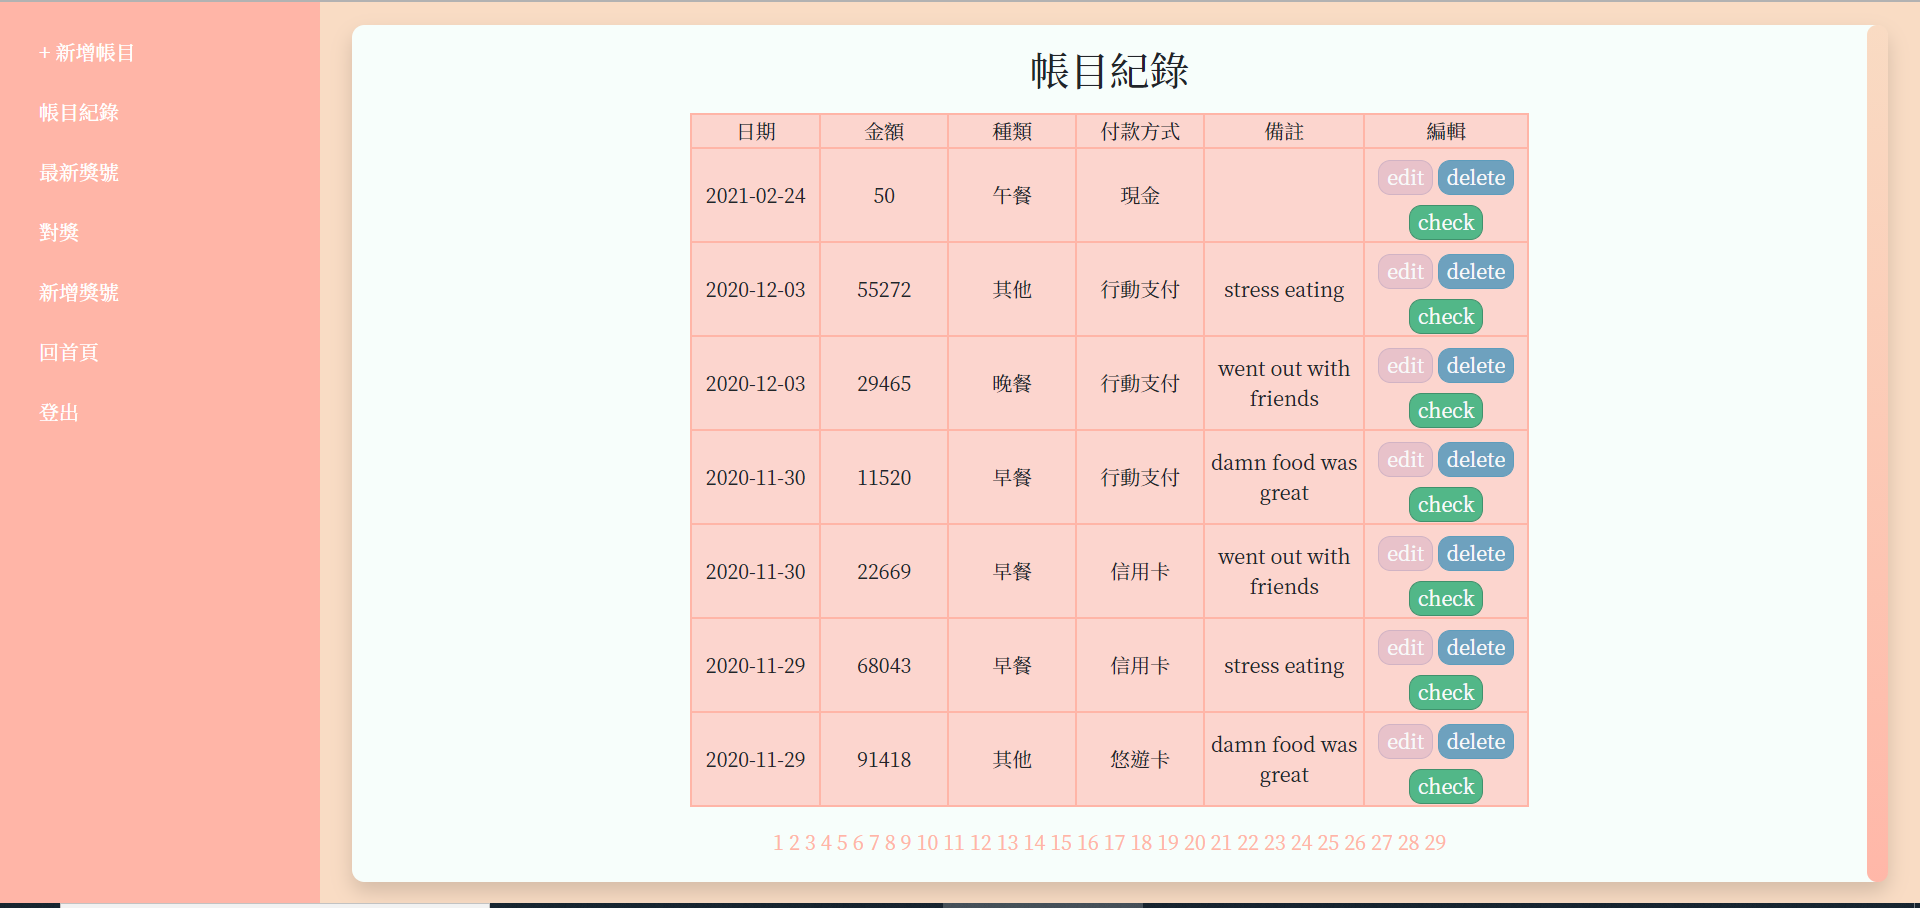 + 新增帳目
帳目紀錄
最新獎號
對獎
新增獎號
回首頁
登出
帳目紀錄
日期 金額 種類 付款方式 備註 編輯
2021-02-24 50 午餐 現金 edit delete
check
2020-12-03 55272 其他 行動支付 stress eating edit delete
check
2020-12-03 29465 晚餐 行動支付 went out with edit delete
friends check
2020-11-30 11520 早餐 行動支付 damn food was edit delete
great check
2020-11-30 22669 早餐 信用卡 went out with edit delete
friends check
2020-11-29 68043 早餐 信用卡 stress eating edit delete
check
2020-11-29 91418 其他 悠遊卡 damn food was edit delete
great check
1 2 3 4 5 6 7 8 9 10 11 12 13 14 15 16 17 18 19 20 21 22 23 24 25 26 27 28 29